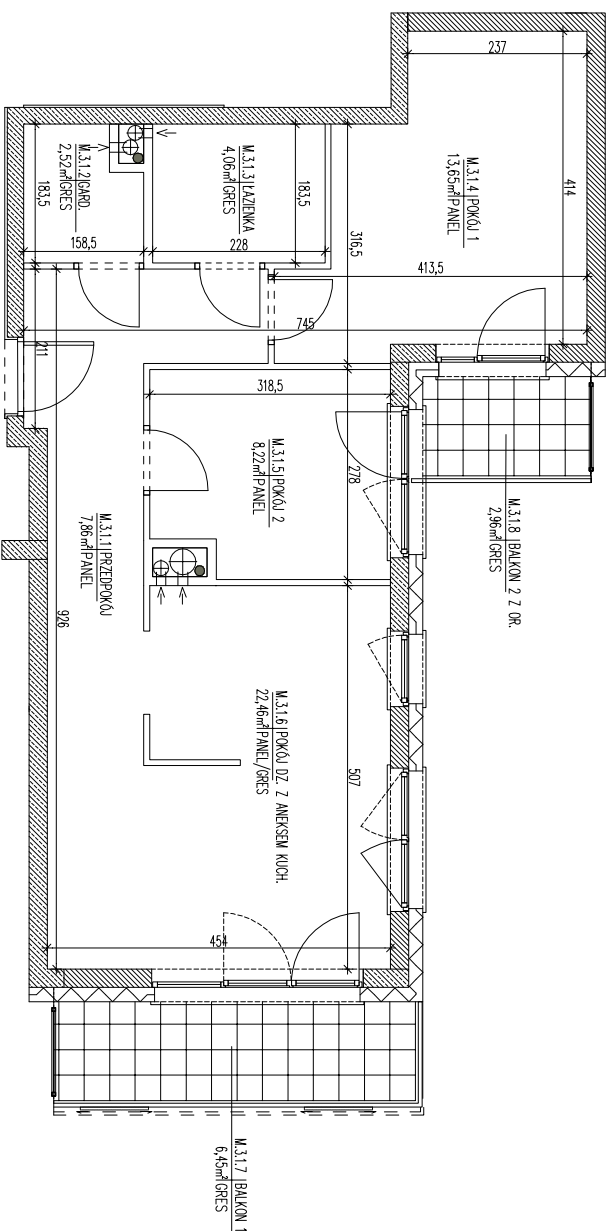 M.3.1.4 | POKÓJ 1
13,65m² | PANEL
237
414
413,5
M.3.1.3 | ŁAZIENKA
4,06m² | GRES
183,5
228
M.3.1.2 | GARD.
2,52m² | GRES
183,5
158,5
316,5
745
211
M.3.1.8 | BALKON 2 Z OR.
2,96m² | GRES
M.3.1.5 | POKÓJ 2
8,22m² | PANEL
318,5
278
M.3.1.1 | PRZEDPOKÓJ
7,86m² | PANEL
926
M.3.1.6 | POKÓJ DZ. Z ANEKSEM KUCH.
22,46m² | PANEL/GRES
507
454
M.3.1.7 | BALKON 1
6,45m² | GRES